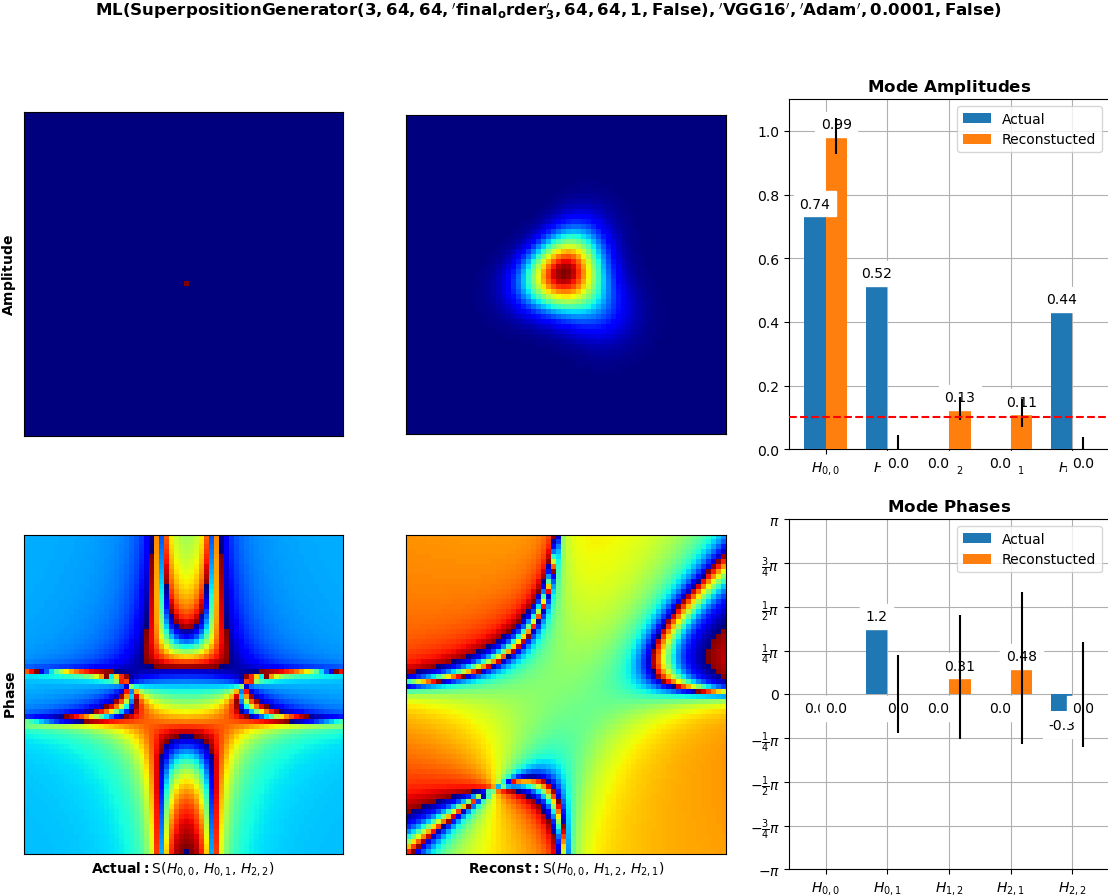 ML(SuperpositionGenerator(3, 64, 64, ′final_order′_3, 64, 64, 1, False), ′VGG16′, ′Adam′, 0.0001, False)
Amplitude
Mode Amplitudes
Actual
Reconstucted
1.0
0.8
0.6
0.4
0.2
0.0
0.74
0.99
0.52
0.0
0.0
0.13
0.0
0.11
0.44
0.0
H0,0
2
1
Phase
Actual: S(H0,0, H0,1, H2,2)
Reconst: S(H0,0, H1,2, H2,1)
Mode Phases
Actual
Reconstucted
π
3/4π
1/2π
1/4π
0
−1/4π
−1/2π
−3/4π
−π
0.0
1.2
0.0
0.0
0.31
0.0
0.48
-0.3
0.0
H0,0
H0,1
H1,2
H2,1
H2,2